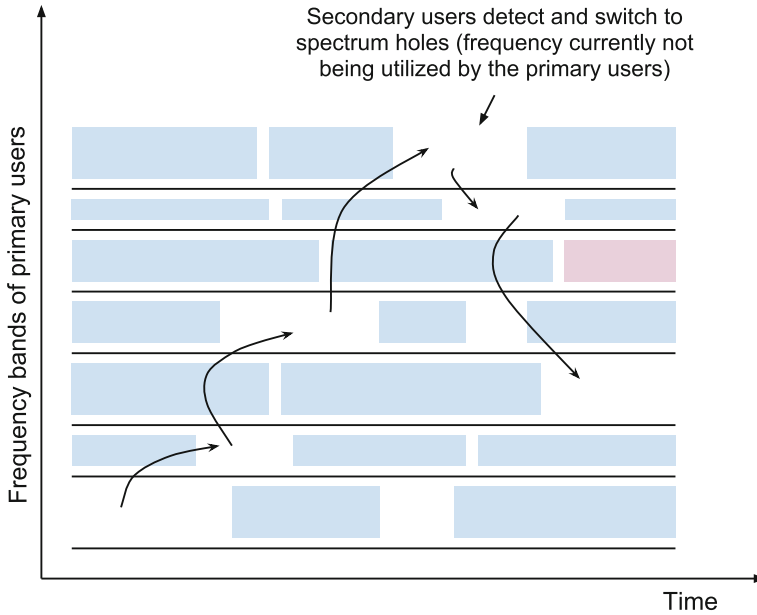 Secondary users detect and switch to
spectrum holes (frequency currently not
being utilized by the primary users)
Frequency bands of primary users
Time